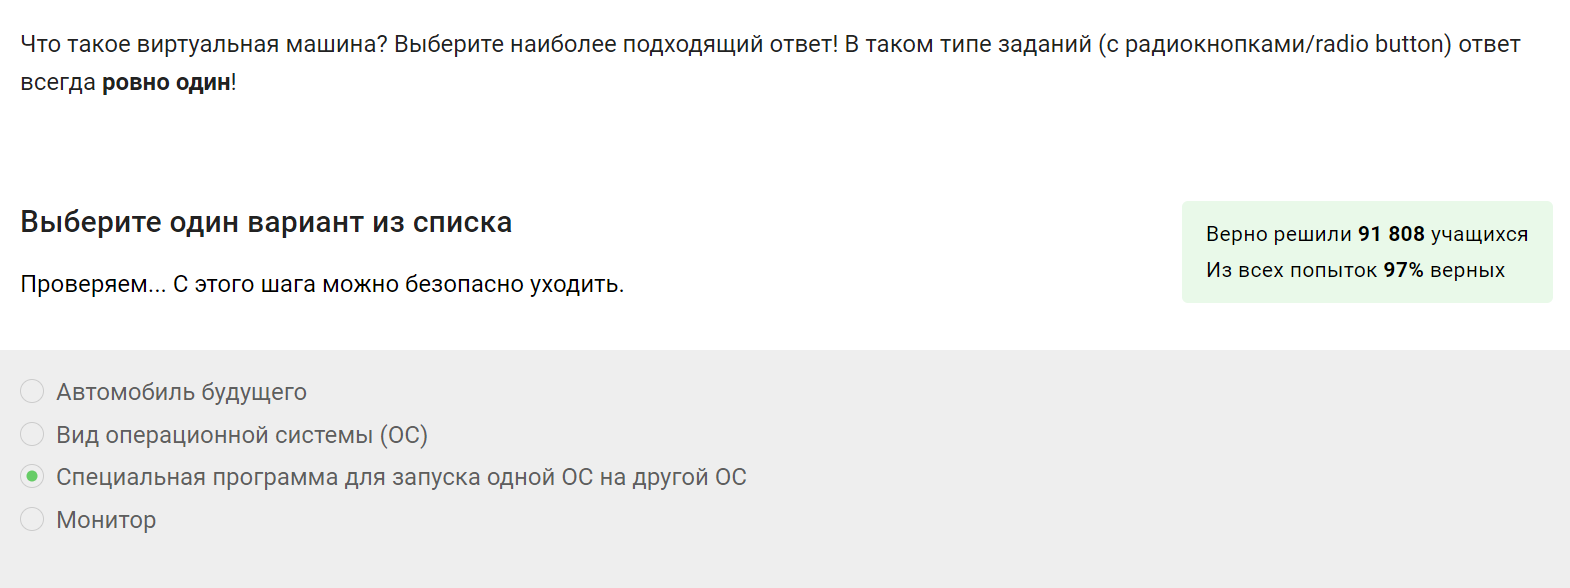 Что такое виртуальная машина? Выберите наиболее подходящий ответ! В таком типе заданий (с радиокнопками/radio button) ответ
всегда ровно один!
Выберите один вариант из списка
Проверяем... С этого шага можно безопасно уходить.
Верно решили 91 808 учащихся
Из всех попыток 97% верных
Автомобиль будущего
Вид операционной системы (ОС)
Специальная программа для запуска одной ОС на другой ОС
Монитор